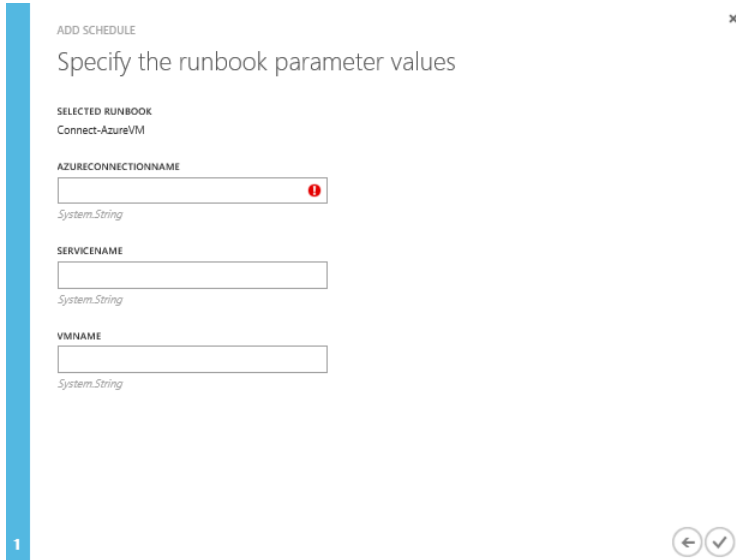 ADD SCHEDULE
Specify the runbook parameter values
SELECTED RUNBOOK
Connect-AzureVM
AZURECONNECTIONNAME
System.String
SERVICENAME
System.String
VMNAME
System.String
1